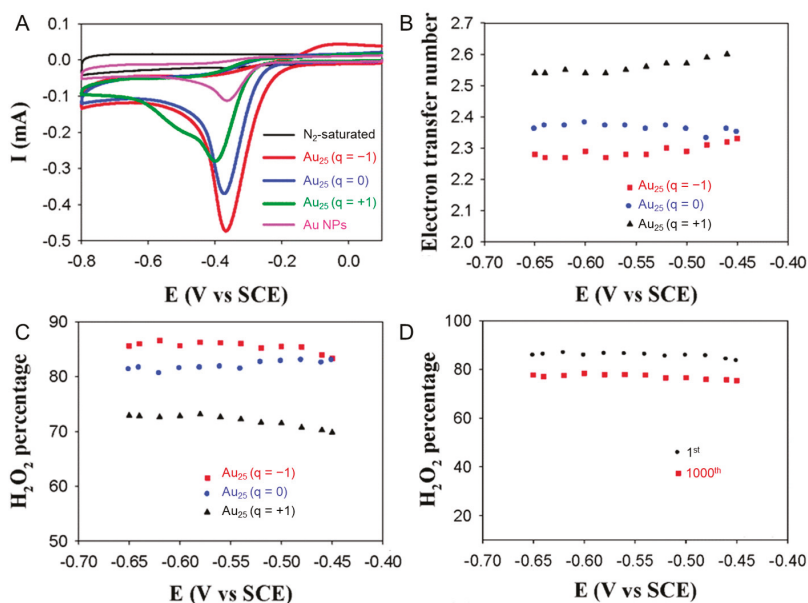 A
0.1
0.0
-0.1
-0.2
-0.3
-0.4
-0.5
I (mA)
N2-saturated
Au25 (q = −1)
Au25 (q = 0)
Au25 (q = +1)
Au NPs
-0.8
-0.6
-0.4
-0.2
0.0
E (V vs SCE)
B
2.7
2.6
2.5
2.4
2.3
2.2
2.1
2.0
Electron transfer number
Au25 (q = −1)
Au25 (q = 0)
Au25 (q = +1)
-0.70
-0.65
-0.60
-0.55
-0.50
-0.45
E (V vs SCE)
C
90
80
70
60
50
H2O2 percentage
Au25 (q = −1)
Au25 (q = 0)
Au25 (q = +1)
-0.70
-0.65
-0.60
-0.55
-0.50
-0.45
-0.40
E (V vs SCE)
D
100
80
60
40
20
H2O2 percentage
1st
1000th
-0.70
-0.65
-0.60
-0.55
-0.50
-0.45
-0.40
E (V vs SCE)